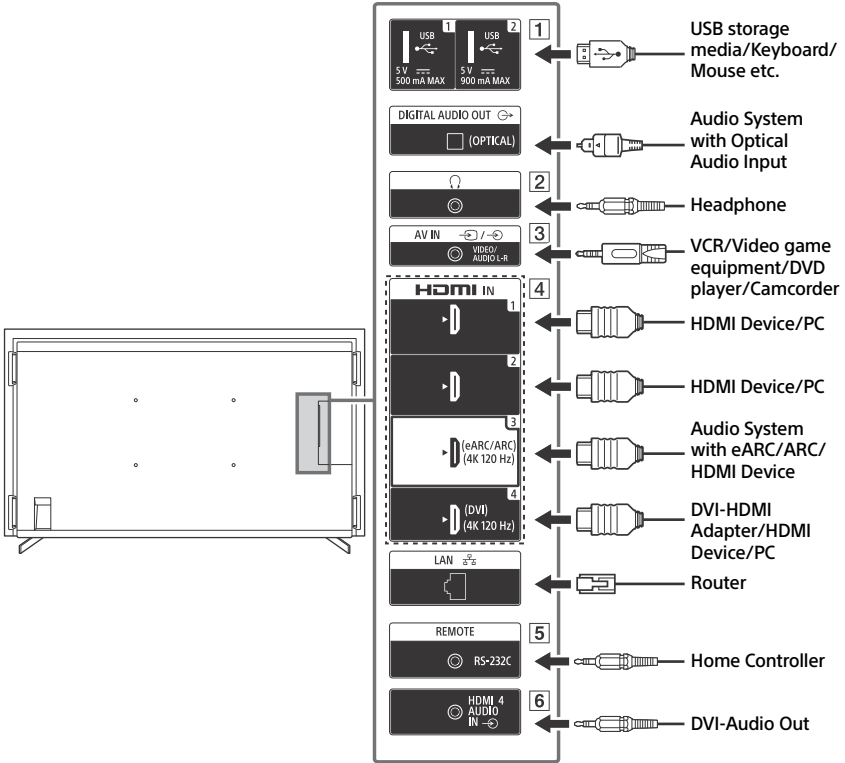 1
2
USB
USB
5 V
500 mA MAX
5 V
900 mA MAX
1
USB storage
media/Keyboard/
Mouse etc.
DIGITAL AUDIO OUT
(OPTICAL)
Audio System
with Optical
Audio Input
2
Headphone
AV IN
/
VIDEO/
AUDIO L-R
3
VCR/Video game
equipment/DVD
player/Camcorder
HDMI IN
4
1
HDMI Device/PC
2
HDMI Device/PC
3
(eARC/ARC)
(4K 120 Hz)
Audio System
with eARC/ARC/
HDMI Device
4
(DVI)
(4K 120 Hz)
DVI-HDMI
Adapter/HDMI
Device/PC
LAN
Router
REMOTE
5
RS-232C
Home Controller
HDMI 4
AUDIO
IN
6
DVI-Audio Out